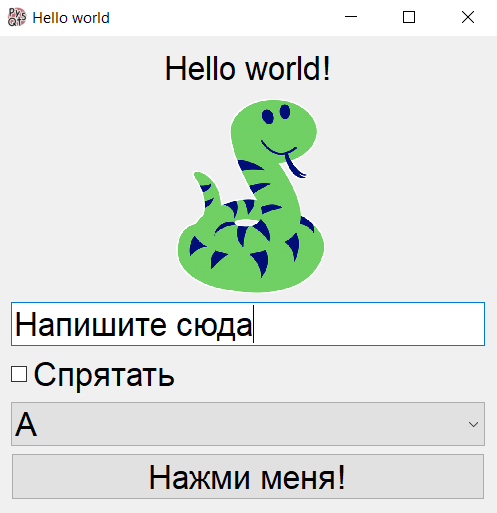 Hello world
Hello world!
Напишите сюда
Спрятать
A
Нажми меня!